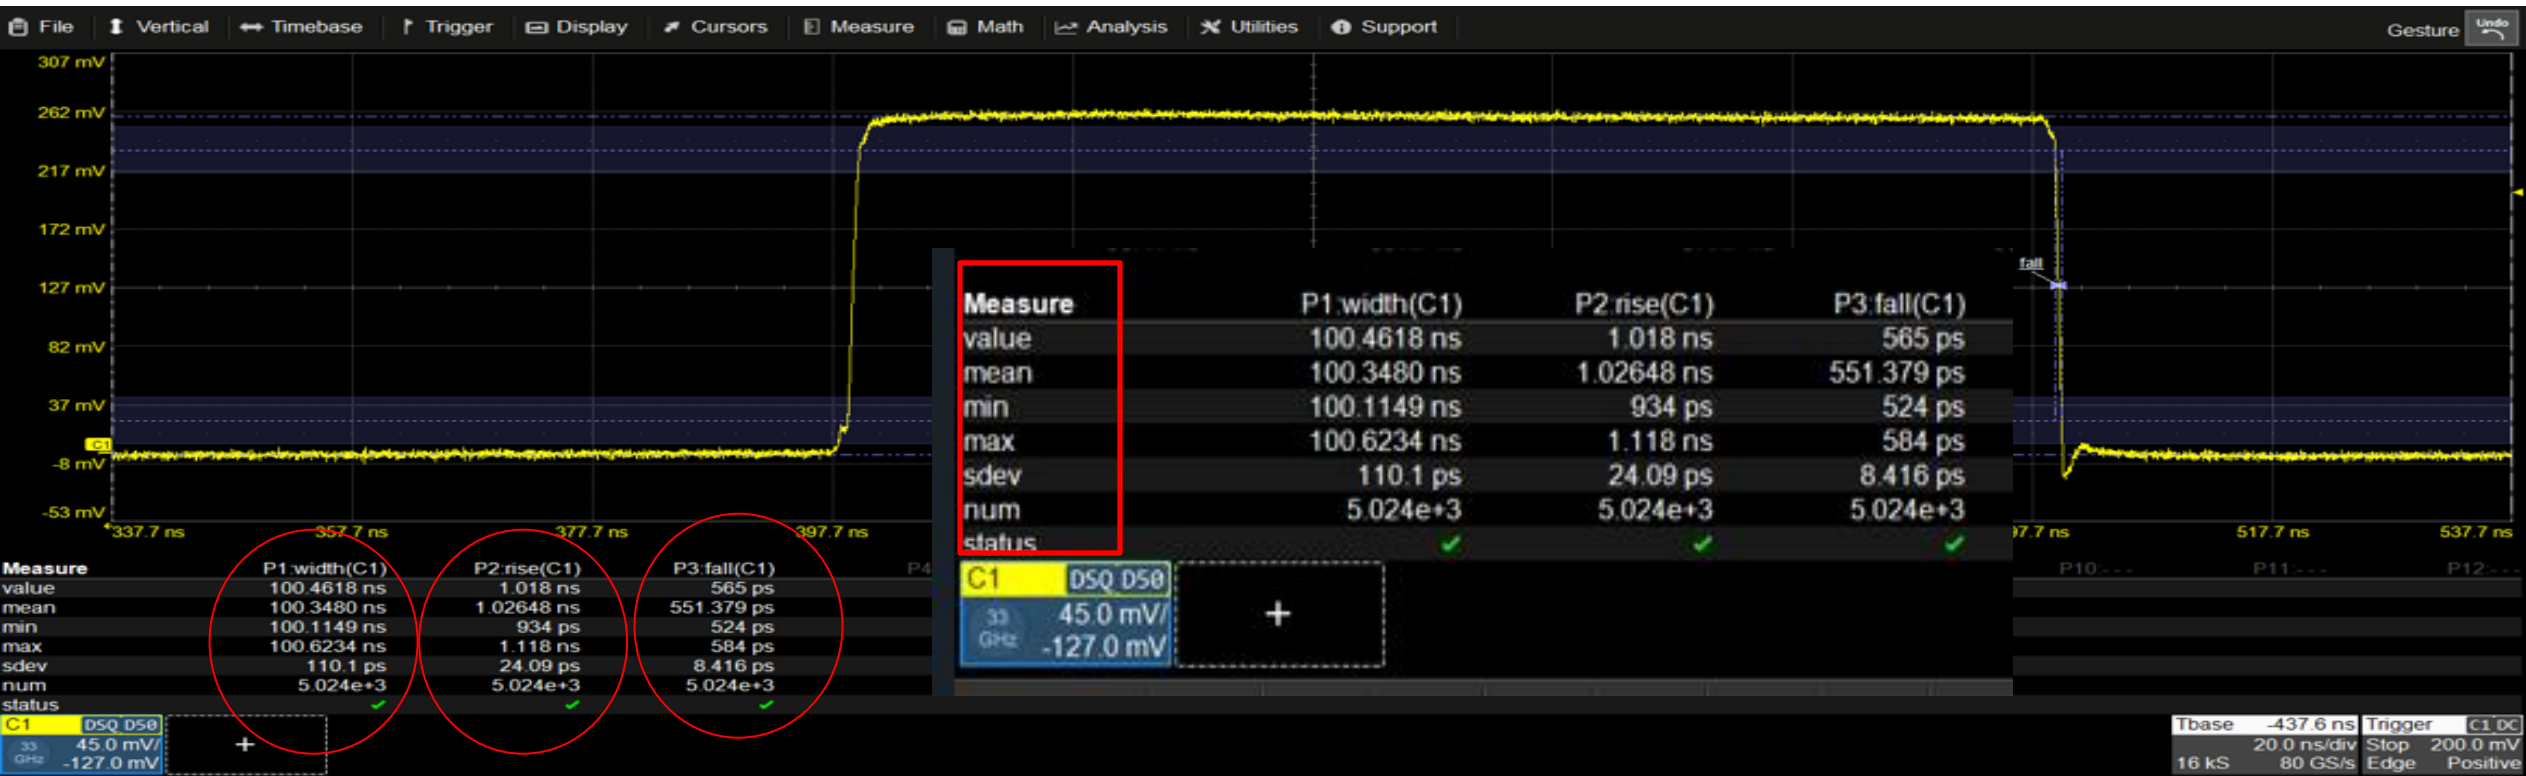 File Vertical Timebase Trigger Display Cursors Measure Math Analysis Utilities Support Gesture Undo
307 mV
262 mV
217 mV
172 mV
127 mV
82 mV
37 mV
C1
-8 mV
-53 mV
337.7 ns 357.7 ns 377.7 ns 397.7 ns 97.7 ns 517.7 ns 537.7 ns
fall
Measure P1:width(C1) P2:rise(C1) P3:fall(C1)
value 100.4618 ns 1.018 ns 565 ps
mean 100.3480 ns 1.02648 ns 551.379 ps
min 100.1149 ns 934 ps 524 ps
max 100.6234 ns 1.118 ns 584 ps
sdev 110.1 ps 24.09 ps 8.416 ps
num 5.024e+3 5.024e+3 5.024e+3
status
C1 DSQ D50
33 GHz 45.0 mV/
-127.0 mV
+
Measure P1:width(C1) P2:rise(C1) P3:fall(C1) P4 P10:--- P11:--- P12:---
value 100.4618 ns 1.018 ns 565 ps
mean 100.3480 ns 1.02648 ns 551.379 ps
min 100.1149 ns 934 ps 524 ps
max 100.6234 ns 1.118 ns 584 ps
sdev 110.1 ps 24.09 ps 8.416 ps
num 5.024e+3 5.024e+3 5.024e+3
status
C1 DSQ D50
33 GHz 45.0 mV/
-127.0 mV
+
Tbase -437.6 ns Trigger C1 DC
20.0 ns/div Stop 200.0 mV
16 kS 80 GS/s Edge Positive